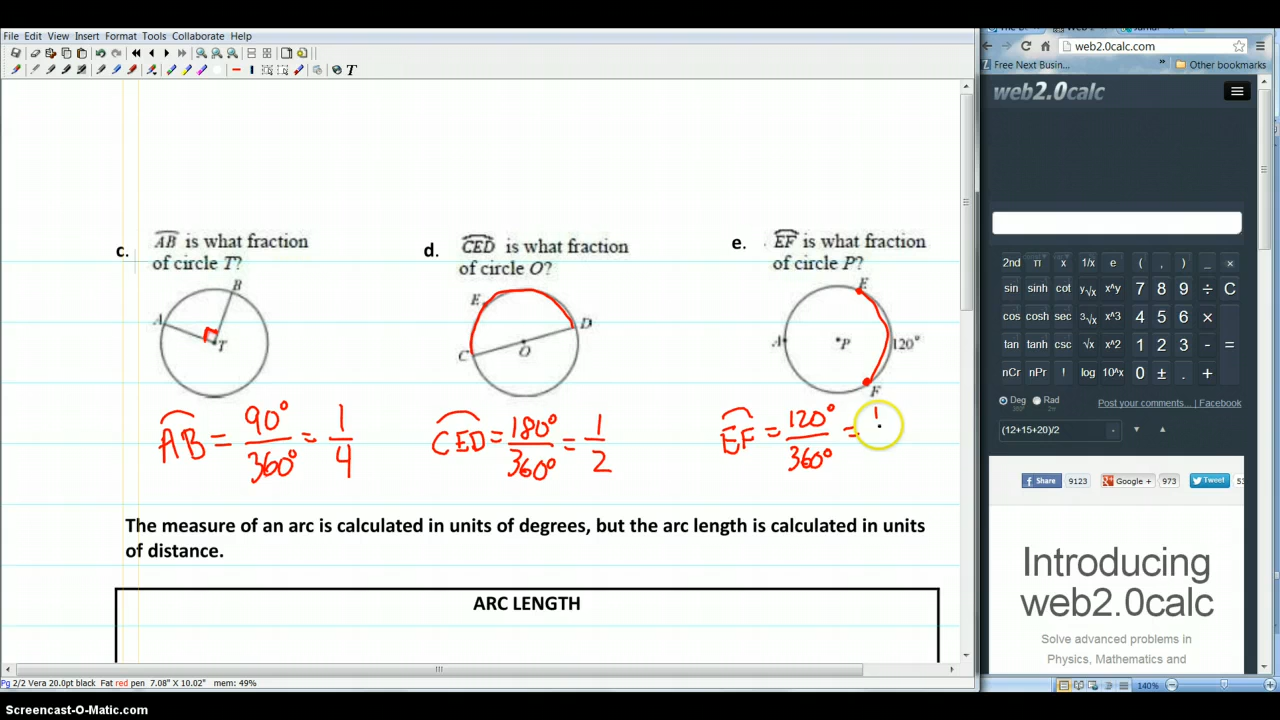 File Edit View Insert Format Tools Collaborate Help
T
c. AB is what fraction
of circle T?
B
A
T
AB = 90°/360° = 1/4
d. CED is what fraction
of circle O?
E
D
C
O
CED = 180°/360° = 1/2
e. EF is what fraction
of circle P?
E
A
P
120°
F
EF = 120°/360° = 1
The measure of an arc is calculated in units of degrees, but the arc length is calculated in units
of distance.
ARC LENGTH
Pg 2/2 Vera 20.0pt black Fat red pen 7.08" X 10.02" mem: 49%
Screencast-O-Matic.com
web2.0calc.com
Free Next Busin... » Other bookmarks
web2.0calc
2nd π x 1/x e ( , ) _ ×
sin sinh cot y√x x^y 7 8 9 ÷ C
cos cosh sec 3√x x^3 4 5 6 ×
tan tanh csc √x x^2 1 2 3 - =
nCr nPr ! log 10^x 0 ± . +
Deg Rad
360° 2π
Post your comments... | Facebook
(12+15+20)/2
Share 9123 Google + 973 Tweet
Introducing
web2.0calc
Solve advanced problems in
Physics, Mathematics and
140%